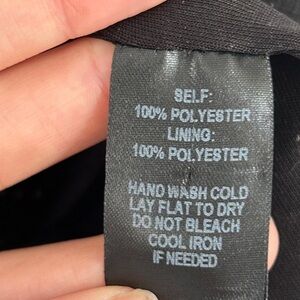 SELF:
100% POLYESTER
LINING:
100% POLYESTER
HAND WASH COLD
LAY FLAT TO DRY
DO NOT BLEACH
COOL IRON
IF NEEDED